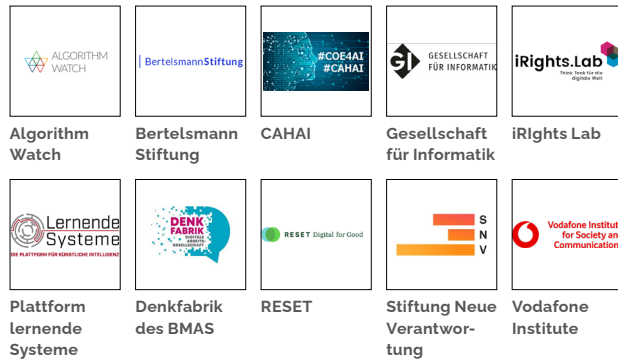 ALGORITHM
WATCH
BertelsmannStiftung
#COE4AI
#CAHAI
GI
GESELLSCHAFT
FÜR INFORMATIK
iRights.Lab
Think Tank für die
digitale Welt
Algorithm
Watch
Bertelsmann
Stiftung
CAHAI
Gesellschaft
für Informatik
iRIghts Lab
Lernende
Systeme
DIE PLATTFORM FÜR KÜNSTLICHE INTELLIGENZ
DENK
FABRIK
DIGITALE
ARBEITS-
GESELLSCHAFT
RESET Digital for Good
S
N
V
Vodafone Institut
for Society an
Communication
Plattform
lernende
Systeme
Denkfabrik
des BMAS
RESET
Stiftung Neue
Verantwor-
tung
Vodafone
Institute